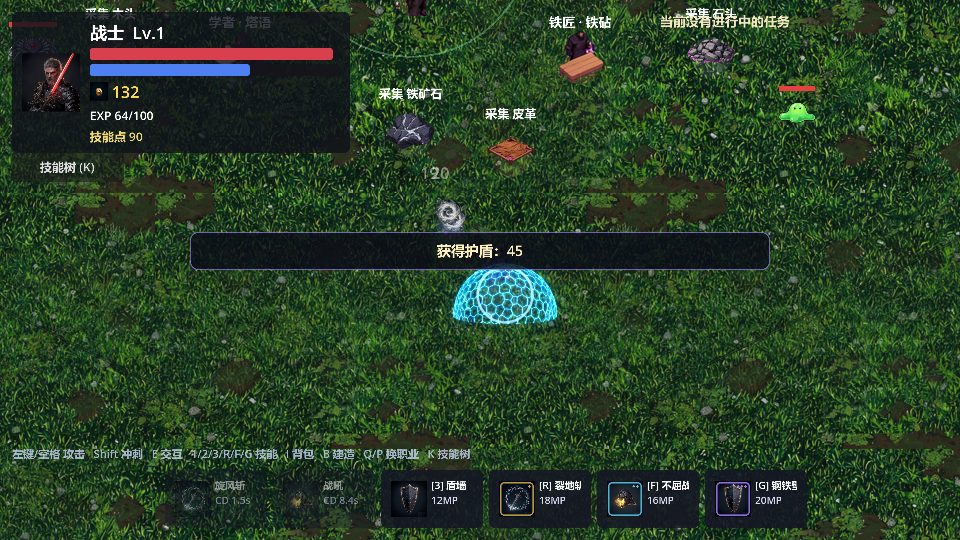 战士 Lv.1
132
EXP 64/100
技能点 90
技能树 (K)
学者 · 塔语
铁匠 · 铁砧
采集 石头
当前没有进行中的任务
采集 铁矿石
采集 皮革
120
获得护盾：45
左键/空格 攻击 Shift 冲刺 E 交互 1/2/3/R/F/G 技能 I 背包 B 建造 Q/P 换职业 K 技能树
旋风斩
CD 1.5s
战吼
CD 8.4s
[3] 盾墙
12MP
[R] 裂地斩
18MP
[F] 不屈战
16MP
[G] 钢铁
20MP